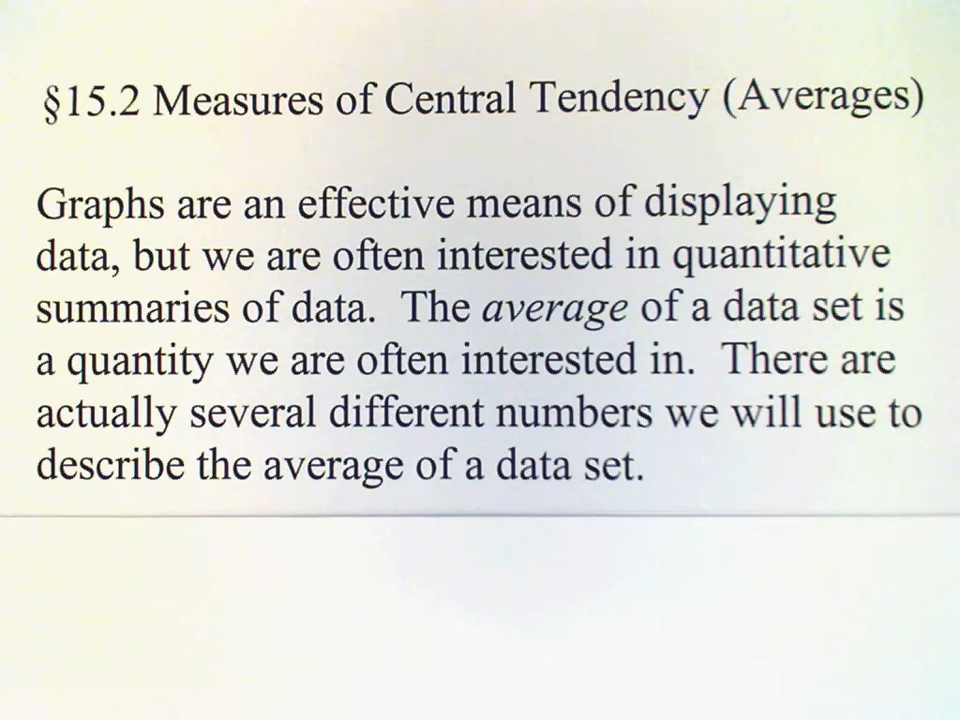 §15.2 Measures of Central Tendency (Averages)
Graphs are an effective means of displaying
data, but we are often interested in quantitative
summaries of data.  The average of a data set is
a quantity we are often interested in.  There are
actually several different numbers we will use to
describe the average of a data set.